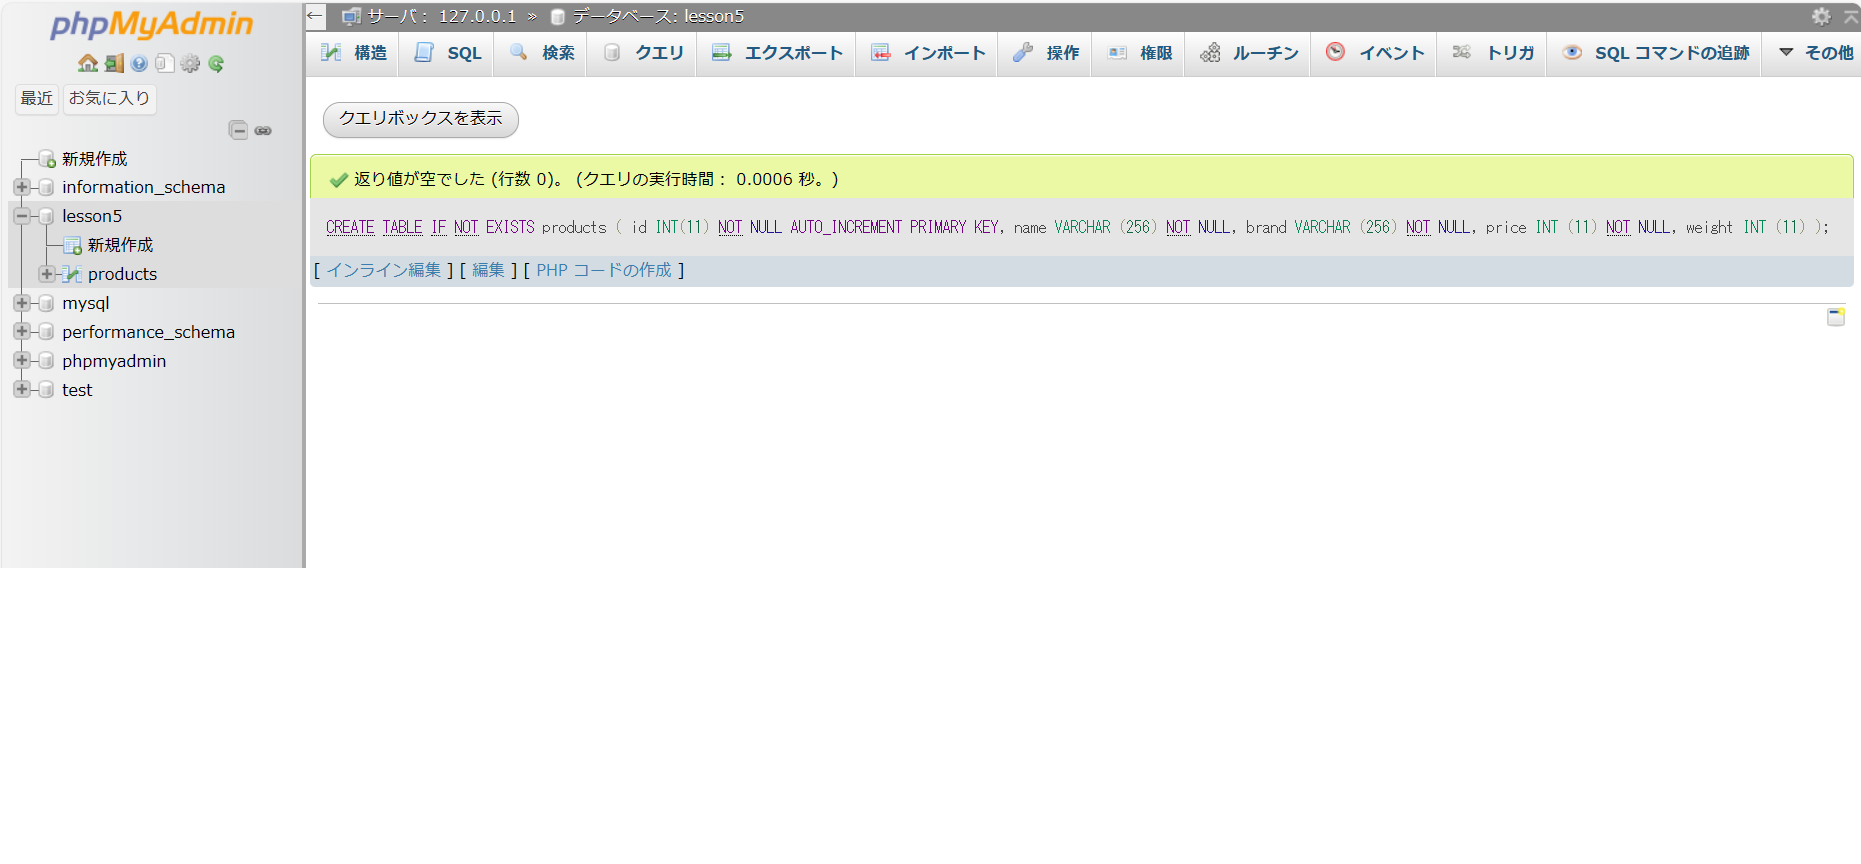 phpMyAdmin
最近 お気に入り
新規作成
information_schema
lesson5
新規作成
products
mysql
performance_schema
phpmyadmin
test
サーバ: 127.0.0.1 » データベース: lesson5
構造 SQL 検索 クエリ エクスポート インポート 操作 権限 ルーチン イベント トリガ SQL コマンドの追跡 その他
クエリボックスを表示
返り値が空でした (行数 0)。 (クエリの実行時間： 0.0006 秒。)
CREATE TABLE IF NOT EXISTS products ( id INT(11) NOT NULL AUTO_INCREMENT PRIMARY KEY, name VARCHAR (256) NOT NULL, brand VARCHAR (256) NOT NULL, price INT (11) NOT NULL, weight INT (11) );
[ インライン編集 ] [ 編集 ] [ PHP コードの作成 ]